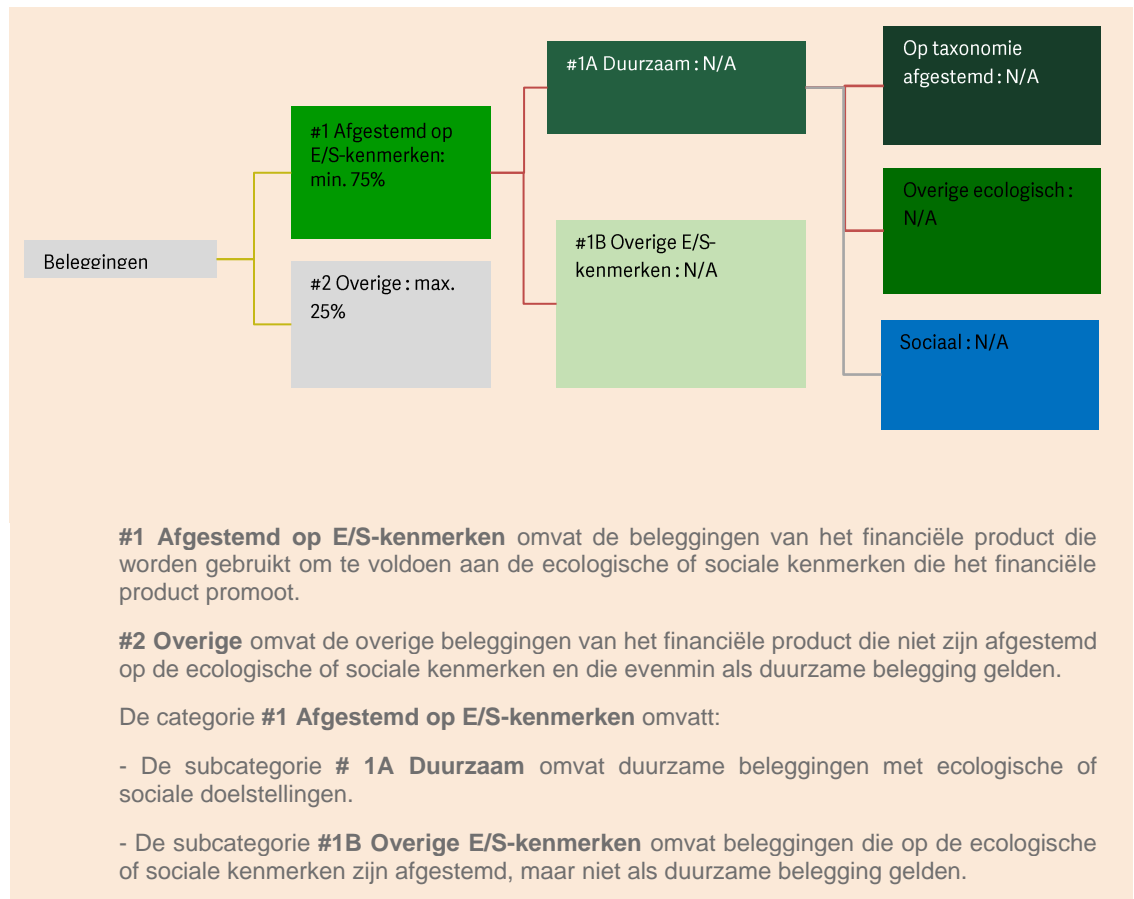 Beleggingen
#1 Afgestemd op
E/S-kenmerken:
min. 75%
#2 Overige : max.
25%
#1A Duurzaam : N/A
#1B Overige E/S-
kenmerken : N/A
Op taxonomie
afgestemd : N/A
Overige ecologisch :
N/A
Sociaal : N/A
#1 Afgestemd op E/S-kenmerken omvat de beleggingen van het financiële product die
worden gebruikt om te voldoen aan de ecologische of sociale kenmerken die het financiële
product promoot.
#2 Overige omvat de overige beleggingen van het financiële product die niet zijn afgestemd
op de ecologische of sociale kenmerken en die evenmin als duurzame belegging gelden.
De categorie #1 Afgestemd op E/S-kenmerken omvatt:
- De subcategorie # 1A Duurzaam omvat duurzame beleggingen met ecologische of
sociale doelstellingen.
- De subcategorie #1B Overige E/S-kenmerken omvat beleggingen die op de ecologische
of sociale kenmerken zijn afgestemd, maar niet als duurzame belegging gelden.